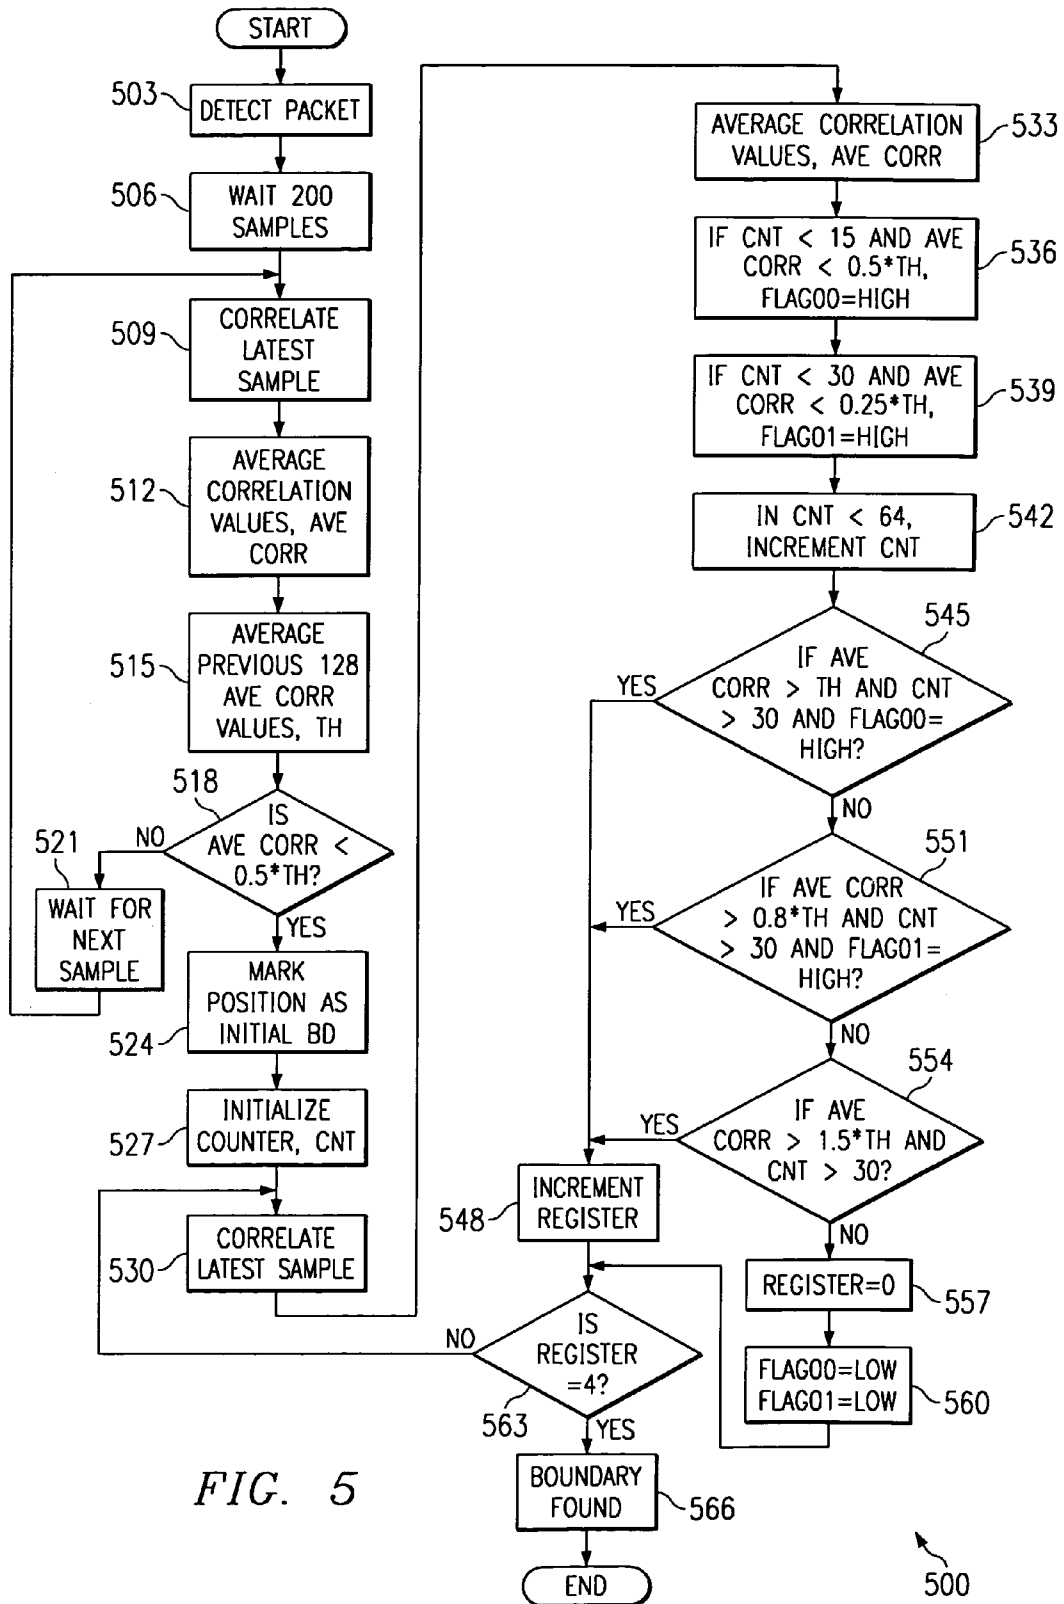 START
503
DETECT PACKET
506
WAIT 200
SAMPLES
509
CORRELATE
LATEST
SAMPLE
512
AVERAGE
CORRELATION
VALUES, AVE
CORR
515
AVERAGE
PREVIOUS 128
AVE CORR
VALUES, TH
518
IS
AVE CORR <
0.5*TH?
NO
YES
521
WAIT FOR
NEXT
SAMPLE
524
MARK
POSITION AS
INITIAL BD
527
INITIALIZE
COUNTER, CNT
530
CORRELATE
LATEST SAMPLE
AVERAGE CORRELATION
VALUES, AVE CORR
533
IF CNT < 15 AND AVE
CORR < 0.5*TH,
FLAG00=HIGH
536
IF CNT < 30 AND AVE
CORR < 0.25*TH,
FLAG01=HIGH
539
IN CNT < 64,
INCREMENT CNT
542
545
IF AVE
CORR > TH AND CNT
> 30 AND FLAG00=
HIGH?
YES
NO
551
IF AVE CORR
> 0.8*TH AND CNT
> 30 AND FLAG01=
HIGH?
YES
NO
554
IF AVE
CORR > 1.5*TH AND
CNT > 30?
YES
NO
548
INCREMENT
REGISTER
REGISTER=0
557
FLAG00=LOW
FLAG01=LOW
560
IS
REGISTER
=4?
NO
563
YES
BOUNDARY
FOUND
566
END
FIG. 5
500